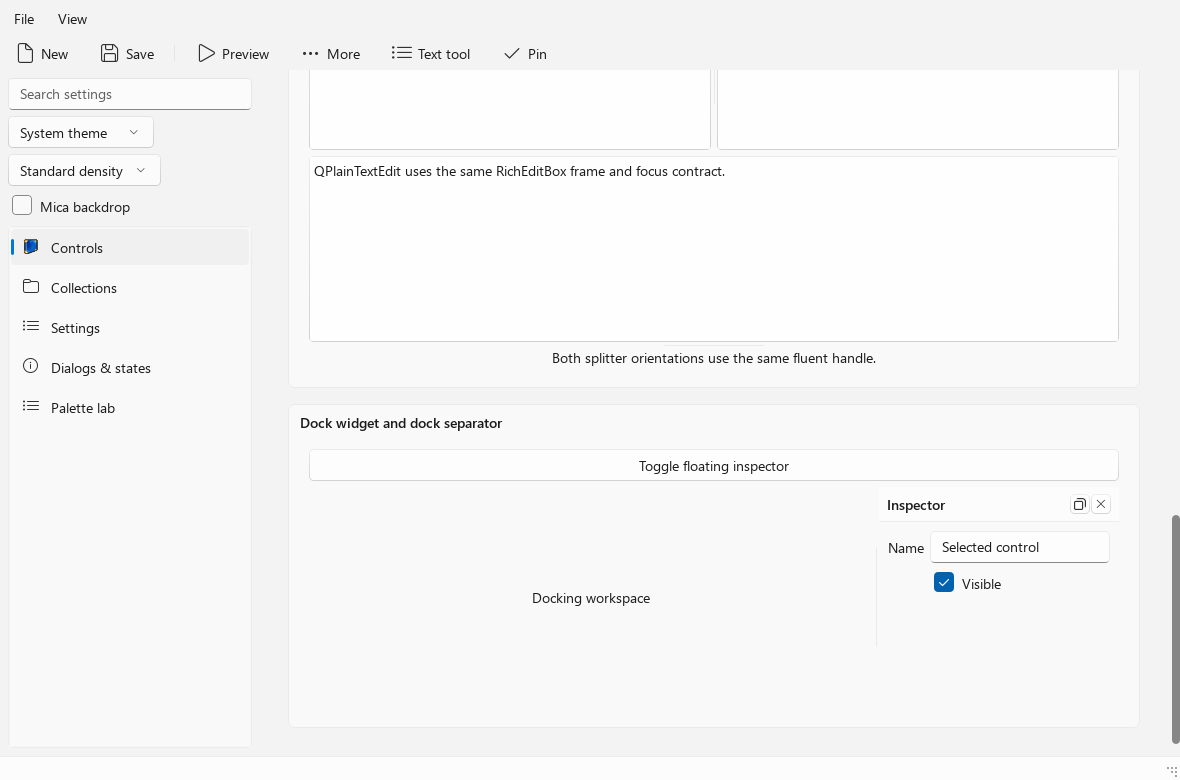 File View
New Save Preview More Text tool Pin
Search settings
System theme
Standard density
Mica backdrop
Controls
Collections
Settings
Dialogs & states
Palette lab
QPlainTextEdit uses the same RichEditBox frame and focus contract.
Both splitter orientations use the same fluent handle.
Dock widget and dock separator
Toggle floating inspector
Docking workspace
Inspector
Name Selected control
Visible